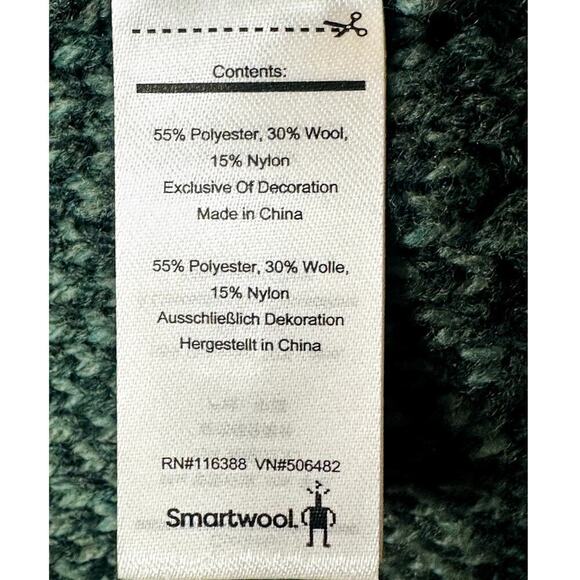 Contents:
55% Polyester, 30% Wool,
15% Nylon
Exclusive Of Decoration
Made in China
55% Polyester, 30% Wolle,
15% Nylon
Ausschließlich Dekoration
Hergestellt in China
RN#116388 VN#506482
Smartwool.